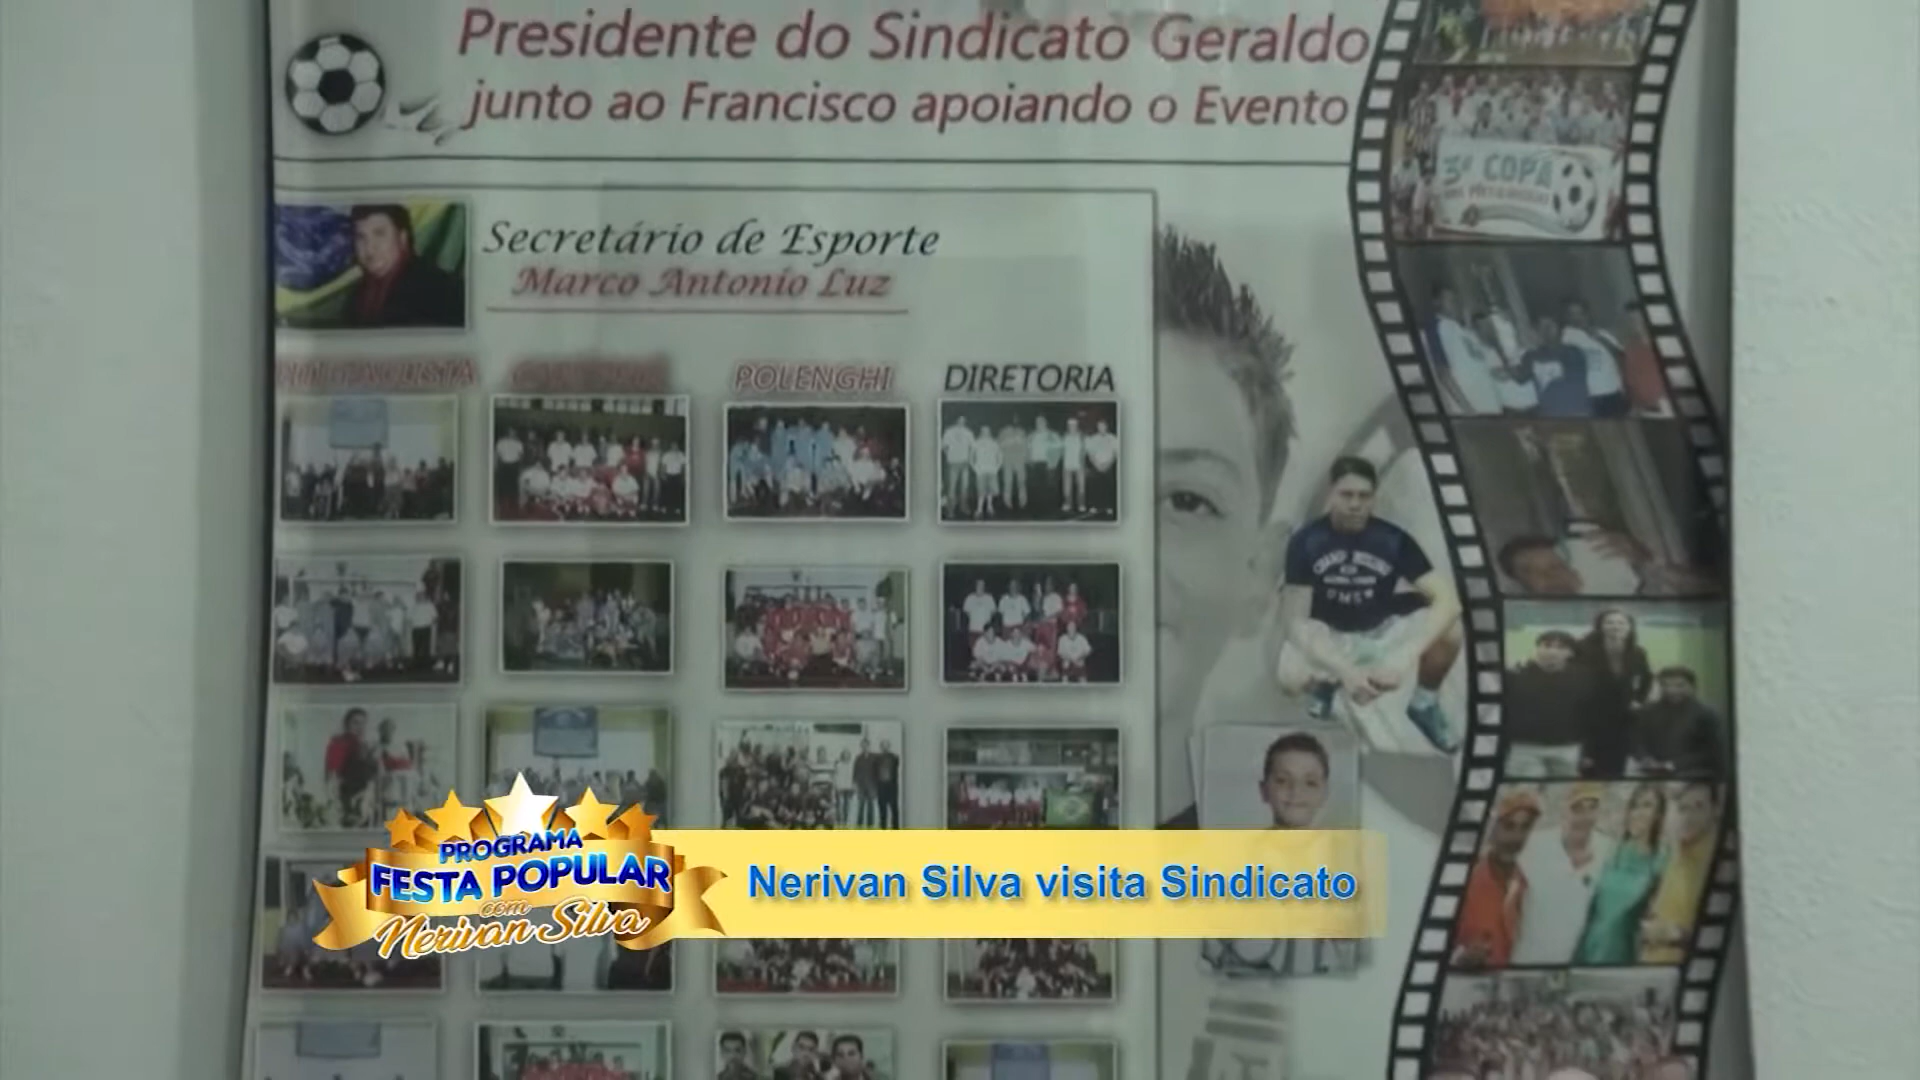 Presidente do Sindicato Geraldo
junto ao Francisco apoiando o Evento
3ª COPA
Secretário de Esporte
Marco Antonio Luz
POLENGHI
DIRETORIA
PROGRAMA
FESTA POPULAR
com
Nerivan Silva
Nerivan Silva visita Sindicato